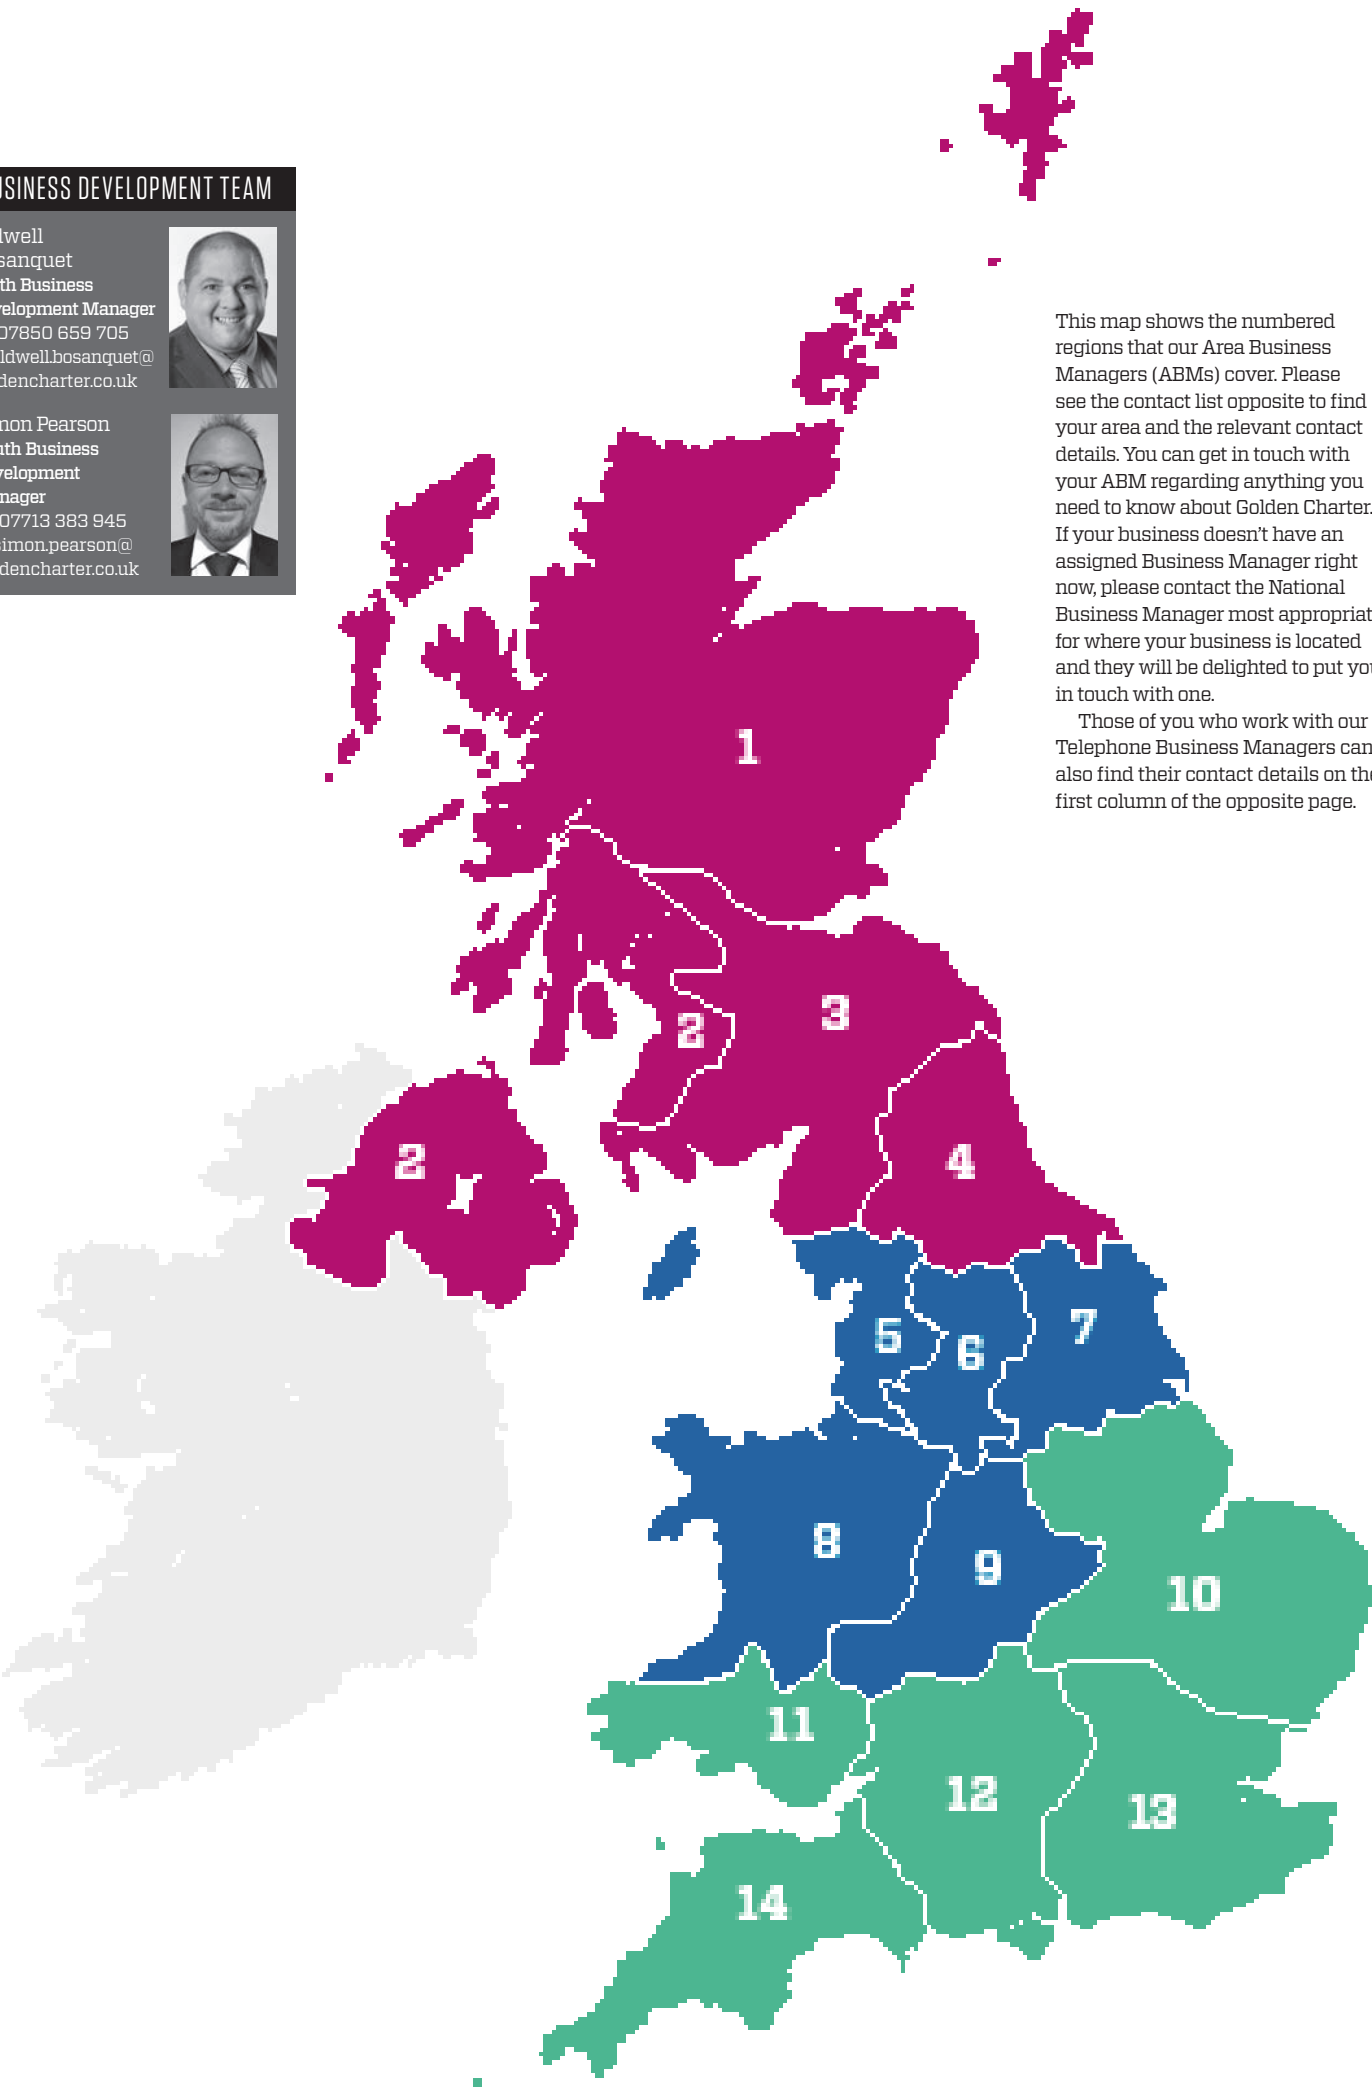 USINESS DEVELOPMENT TEAM
lwell
sanquet
th Business
velopment Manager
07850 659 705
ldwell.bosanquet@
dencharter.co.uk
non Pearson
uth Business
velopment
nager
07713 383 945
simon.pearson@
dencharter.co.uk
This map shows the numbered
regions that our Area Business
Managers (ABMs) cover. Please
see the contact list opposite to find
your area and the relevant contact
details. You can get in touch with
your ABM regarding anything you
need to know about Golden Charter.
If your business doesn't have an
assigned Business Manager right
now, please contact the National
Business Manager most appropriat
for where your business is located
and they will be delighted to put you
in touch with one.
Those of you who work with our
Telephone Business Managers can
also find their contact details on the
first column of the opposite page.
1
2
3
2
4
5
6
7
8
9
10
11
12
13
14